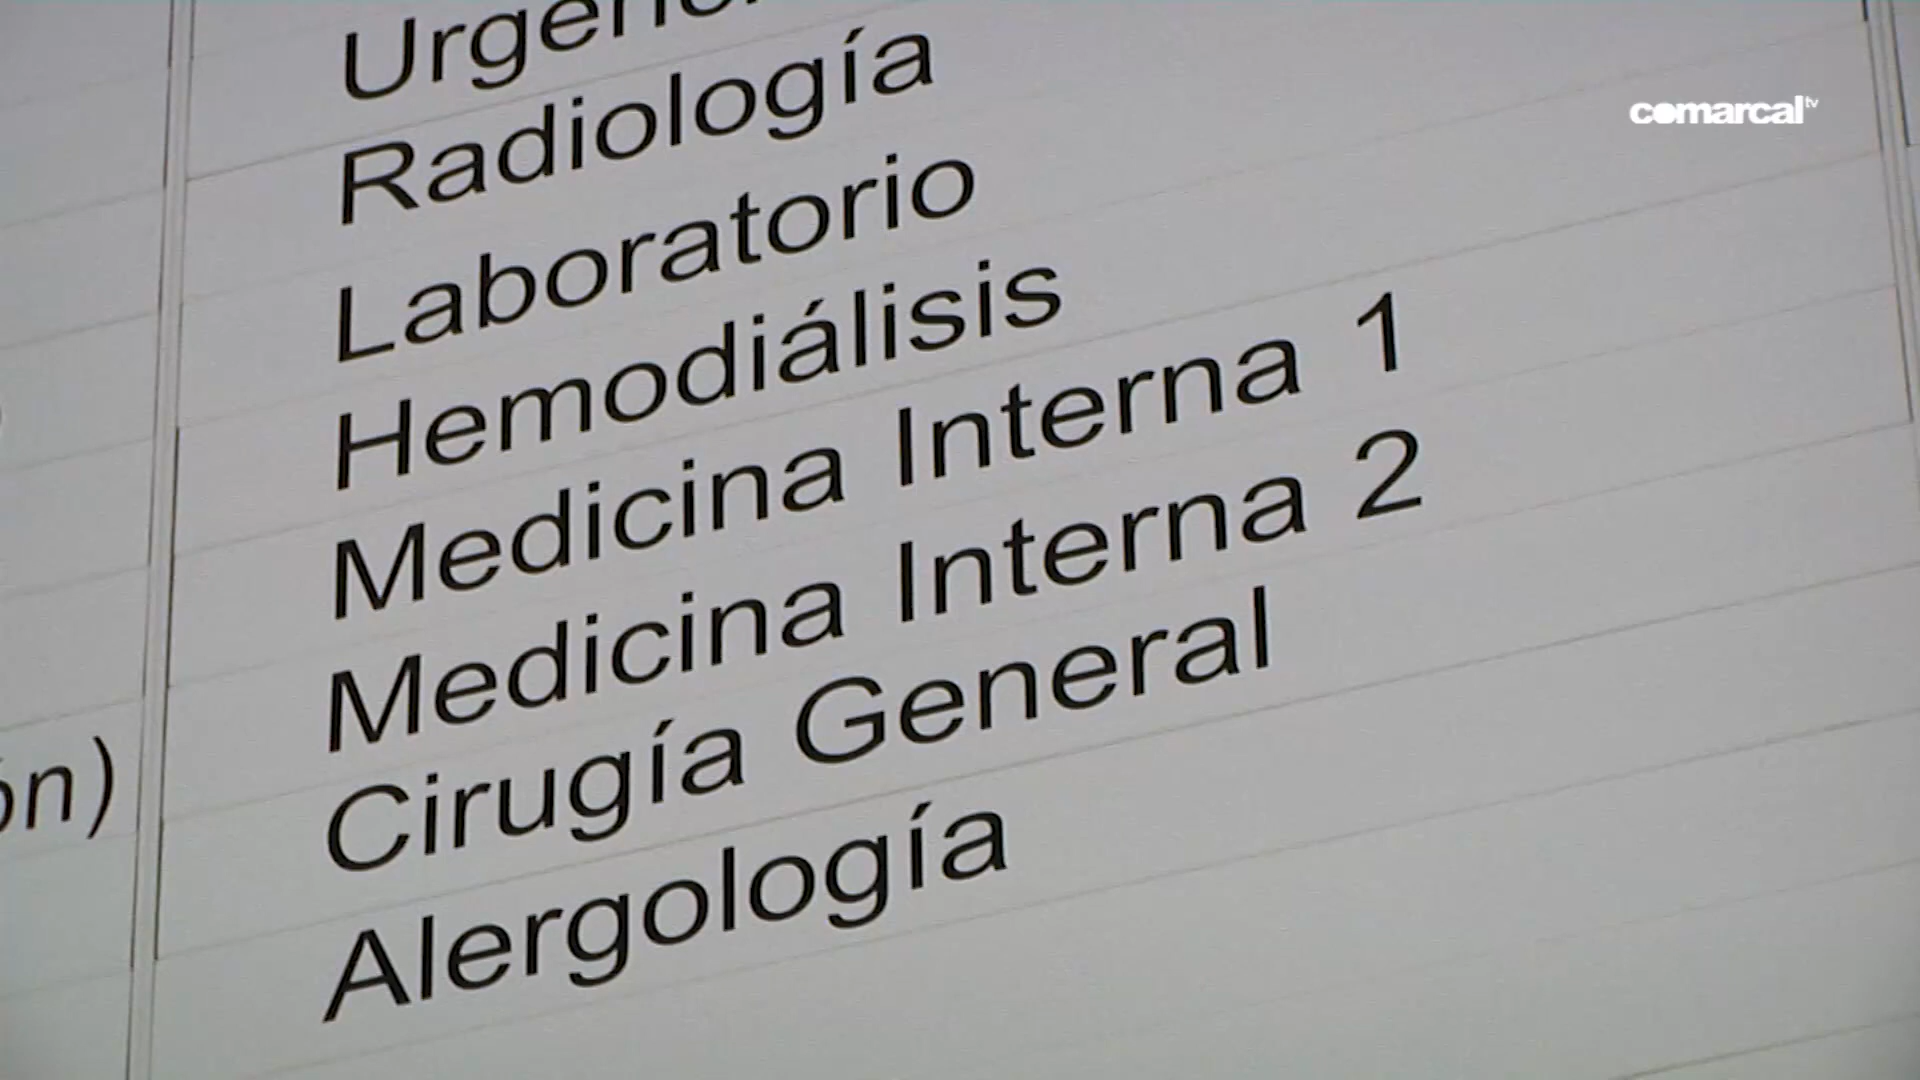 Radiología
Laboratorio
Hemodiálisis
Medicina Interna 1
Medicina Interna 2
Cirugía General
Alergología
comarcal tv